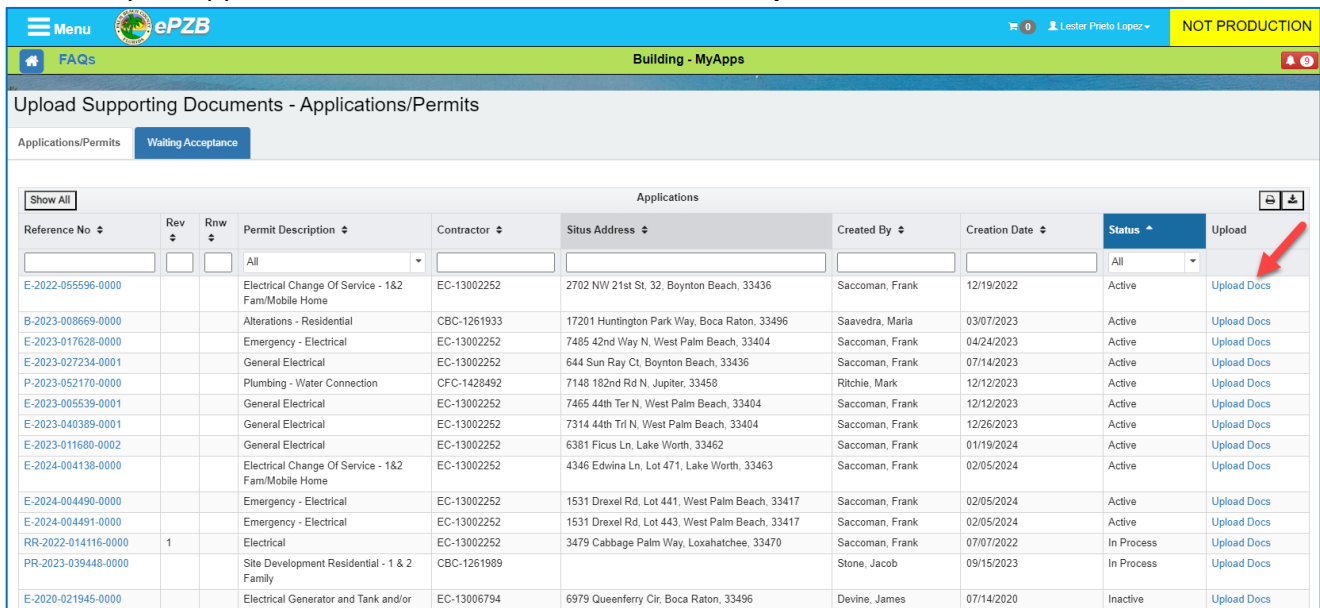 Menu ePZB 0 Lester Prieto Lopez NOT PRODUCTION
FAQs Building - MyApps 9
Upload Supporting Documents - Applications/Permits
Applications/Permits Waiting Acceptance
Show All Applications
Reference No Rev Rnw Permit Description Contractor Situs Address Created By Creation Date Status Upload
All All
E-2022-055596-0000 Electrical Change Of Service - 1&2 Fam/Mobile Home EC-13002252 2702 NW 21st St, 32, Boynton Beach, 33436 Saccoman, Frank 12/19/2022 Active Upload Docs
B-2023-008669-0000 Alterations - Residential CBC-1261933 17201 Huntington Park Way, Boca Raton, 33496 Saavedra, Maria 03/07/2023 Active Upload Docs
E-2023-017628-0000 Emergency - Electrical EC-13002252 7485 42nd Way N, West Palm Beach, 33404 Saccoman, Frank 04/24/2023 Active Upload Docs
E-2023-027234-0001 General Electrical EC-13002252 644 Sun Ray Ct, Boynton Beach, 33436 Saccoman, Frank 07/14/2023 Active Upload Docs
P-2023-052170-0000 Plumbing - Water Connection CFC-1428492 7148 182nd Rd N, Jupiter, 33458 Ritchie, Mark 12/12/2023 Active Upload Docs
E-2023-005539-0001 General Electrical EC-13002252 7465 44th Ter N, West Palm Beach, 33404 Saccoman, Frank 12/12/2023 Active Upload Docs
E-2023-040389-0001 General Electrical EC-13002252 7314 44th Trl N, West Palm Beach, 33404 Saccoman, Frank 12/26/2023 Active Upload Docs
E-2023-011680-0002 General Electrical EC-13002252 6381 Ficus Ln, Lake Worth, 33462 Saccoman, Frank 01/19/2024 Active Upload Docs
E-2024-004138-0000 Electrical Change Of Service - 1&2 Fam/Mobile Home EC-13002252 4346 Edwina Ln, Lot 471, Lake Worth, 33463 Saccoman, Frank 02/05/2024 Active Upload Docs
E-2024-004490-0000 Emergency - Electrical EC-13002252 1531 Drexel Rd, Lot 441, West Palm Beach, 33417 Saccoman, Frank 02/05/2024 Active Upload Docs
E-2024-004491-0000 Emergency - Electrical EC-13002252 1531 Drexel Rd, Lot 443, West Palm Beach, 33417 Saccoman, Frank 02/05/2024 Active Upload Docs
RR-2022-014116-0000 1 Electrical EC-13002252 3479 Cabbage Palm Way, Loxahatchee, 33470 Saccoman, Frank 07/07/2022 In Process Upload Docs
PR-2023-039448-0000 Site Development Residential - 1 & 2 Family CBC-1261989 Stone, Jacob 09/15/2023 In Process Upload Docs
E-2020-021945-0000 Electrical Generator and Tank and/or EC-13006794 6979 Queenferry Cir, Boca Raton, 33496 Devine, James 07/14/2020 Inactive Upload Docs